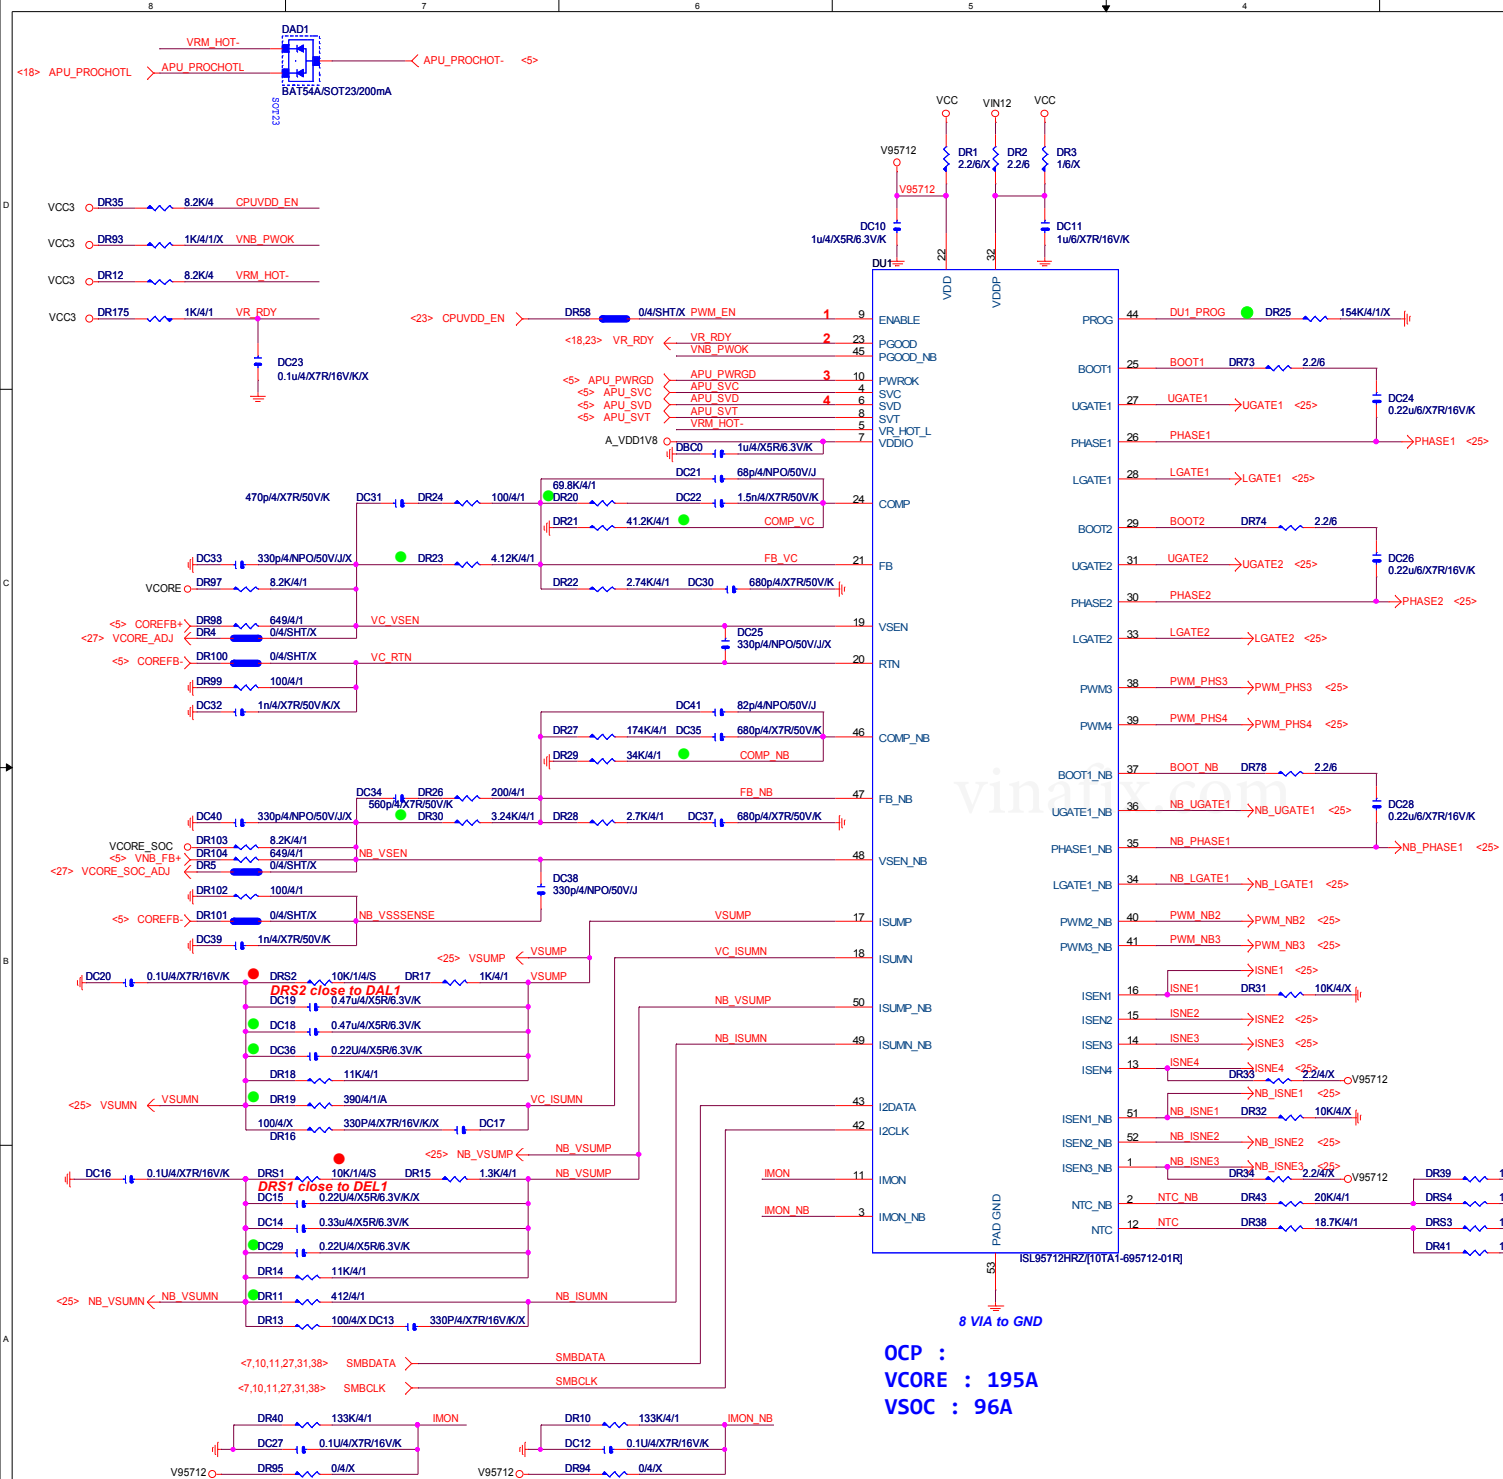 8 7 6 5 4
D
C
B
A
VRM_HOT-
DAD1
<18> APU_PROCHOTL APU_PROCHOTL
APU_PROCHOT- <5>
BAT54A/SOT23/200mA
SOT23
VCC3 DR35 8.2K/4 CPUVDD_EN
VCC3 DR93 1K/4/1/X VNB_PWOK
VCC3 DR12 8.2K/4 VRM_HOT-
VCC3 DR175 1K/4/1 VR_RDY
DC23
0.1u/4/X7R/16V/K/X
VCC VIN12 VCC
V95712
DR1
2.2/6/X
DR2
2.2/6
DR3
1/6/X
V95712
DC10
1u/4/X5R/6.3V/K
DC11
1u/6/X7R/16V/K
DU1
22 32
VDD VDDP
<23> CPUVDD_EN DR58 0/4/SHT/X PWM_EN 1 9 ENABLE
<18,23> VR_RDY VR_RDY 2 23 PGOOD
VNB_PWOK 45 PGOOD_NB
<5> APU_PWRGD APU_PWRGD 3 10 PWROK
<5> APU_SVC APU_SVC 4 SVC
<5> APU_SVD APU_SVD 4 6 SVD
<5> APU_SVT APU_SVT 8 SVT
VRM_HOT- 5 VR_HOT_L
A_VDD1V8 7 VDDIO
DBC0 1u/4/X5R/6.3V/K
DC21 68p/4/NPO/50V/J
69.8K/4/1
470p/4/X7R/50V/K DC31 DR24 100/4/1 DR20 DC22 1.5n/4/X7R/50V/K 24 COMP
DR21 41.2K/4/1 COMP_VC
DC33 330p/4/NPO/50V/J/X DR23 4.12K/4/1 FB_VC 21 FB
VCORE DR97 8.2K/4/1 DR22 2.74K/4/1 DC30 680p/4/X7R/50V/K
<5> COREFB+ DR98 649/4/1 VC_VSEN 19 VSEN
<27> VCORE_ADJ DR4 0/4/SHT/X
DC25
330p/4/NPO/50V/J/X
<5> COREFB- DR100 0/4/SHT/X VC_RTN 20 RTN
DR99 100/4/1
DC32 1n/4/X7R/50V/K/X
DC41 82p/4/NPO/50V/J
DR27 174K/4/1 DC35 680p/4/X7R/50V/K 46 COMP_NB
DR29 34K/4/1 COMP_NB
DC34 DR26 200/4/1 FB_NB 47 FB_NB
560p/4/X7R/50V/K
DC40 330p/4/NPO/50V/J/X DR30 3.24K/4/1 DR28 2.7K/4/1 DC37 680p/4/X7R/50V/K
VCORE_SOC DR103 8.2K/4/1
<5> VNB_FB+ DR104 649/4/1 NB_VSEN 48 VSEN_NB
<27> VCORE_SOC_ADJ DR5 0/4/SHT/X
DC38
330p/4/NPO/50V/J
DR102 100/4/1
<5> COREFB- DR101 0/4/SHT/X NB_VSSSENSE
DC39 1n/4/X7R/50V/K
VSUMP 17 ISUMP
<25> VSUMP VSUMP VC_ISUMN 18 ISUMN
DC20 0.1U/4/X7R/16V/K DRS2 10K/1/4/S DR17 1K/4/1 VSUMP
DRS2 close to DAL1
DC19 0.47u/4/X5R/6.3V/K NB_VSUMP 50 ISUMP_NB
DC18 0.47u/4/X5R/6.3V/K NB_ISUMN 49 ISUMN_NB
DC36 0.22U/4/X5R/6.3V/K
DR18 11K/4/1
<25> VSUMN VSUMN DR19 390/4/1/A VC_ISUMN 43 I2DATA
100/4/X 330P/4/X7R/16V/K/X DC17 42 I2CLK
DR16
<25> NB_VSUMP NB_VSUMP
DC16 0.1U/4/X7R/16V/K DRS1 10K/1/4/S DR15 1.3K/4/1 NB_VSUMP IMON 11 IMON
DRS1 close to DEL1
DC15 0.22U/4/X5R/6.3V/K/X
IMON_NB 3 IMON_NB
DC14 0.33u/4/X5R/6.3V/K
DC29 0.22U/4/X5R/6.3V/K
DR14 11K/4/1
<25> NB_VSUMN NB_VSUMN DR11 412/4/1 NB_ISUMN
DR13 100/4/X DC13 330P/4/X7R/16V/K/X
<7,10,11,27,31,38> SMBDATA SMBDATA
<7,10,11,27,31,38> SMBCLK SMBCLK
DR40 133K/4/1 IMON
DC27 0.1U/4/X7R/16V/K
V95712 DR95 0/4/X
DR10 133K/4/1 IMON_NB
DC12 0.1U/4/X7R/16V/K
V95712 DR94 0/4/X
PROG 44 DU1_PROG DR25 154K/4/1/X
BOOT1 25 BOOT1 DR73 2.2/6
DC24
0.22u/6/X7R/16V/K
UGATE1 27 UGATE1 UGATE1 <25>
PHASE1 26 PHASE1 PHASE1 <25>
LGATE1 28 LGATE1 LGATE1 <25>
BOOT2 29 BOOT2 DR74 2.2/6
DC26
0.22u/6/X7R/16V/K
UGATE2 31 UGATE2 UGATE2 <25>
PHASE2 30 PHASE2 PHASE2 <25>
LGATE2 33 LGATE2 LGATE2 <25>
PWM3 38 PWM_PHS3 PWM_PHS3 <25>
PWM4 39 PWM_PHS4 PWM_PHS4 <25>
BOOT1_NB 37 BOOT_NB DR78 2.2/6
vinafix.com
DC28
0.22u/6/X7R/16V/K
UGATE1_NB 36 NB_UGATE1 NB_UGATE1 <25>
PHASE1_NB 35 NB_PHASE1 NB_PHASE1 <25>
LGATE1_NB 34 NB_LGATE1 NB_LGATE1 <25>
PWM2_NB 40 PWM_NB2 PWM_NB2 <25>
PWM3_NB 41 PWM_NB3 PWM_NB3 <25>
ISNE1 <25>
ISEN1 16 ISNE1 DR31 10K/4/X
ISEN2 15 ISNE2 ISNE2 <25>
ISEN3 14 ISNE3 ISNE3 <25>
ISEN4 13 ISNE4 ISNE4 <25>
DR33 2.2/4/X V95712
NB_ISNE1 <25>
ISEN1_NB 51 NB_ISNE1 DR32 10K/4/X
ISEN2_NB 52 NB_ISNE2 NB_ISNE2 <25>
ISEN3_NB 1 NB_ISNE3 NB_ISNE3 <25>
DR34 2.2/4/X V95712
NTC_NB 2 NTC_NB DR43 20K/4/1
NTC 12 NTC DR38 18.7K/4/1
DR39 1
DRS4 1
DRS3 1
DR41 1
PAD GND
53
ISL95712HRZ/[10TA1-695712-01R]
8 VIA to GND
OCP :
VCORE : 195A
VSOC : 96A